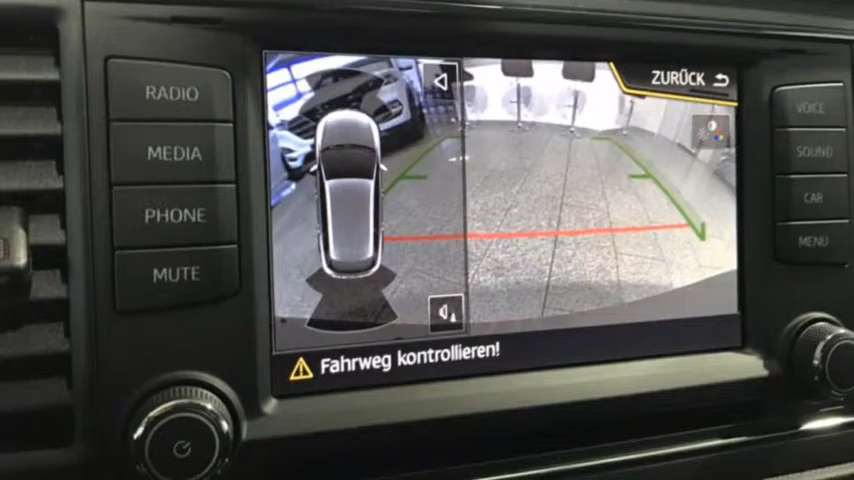 RADIO
MEDIA
PHONE
MUTE
ZURÜCK
Fahrweg kontrollieren!
VOICE
SOUND
CAR
MENU